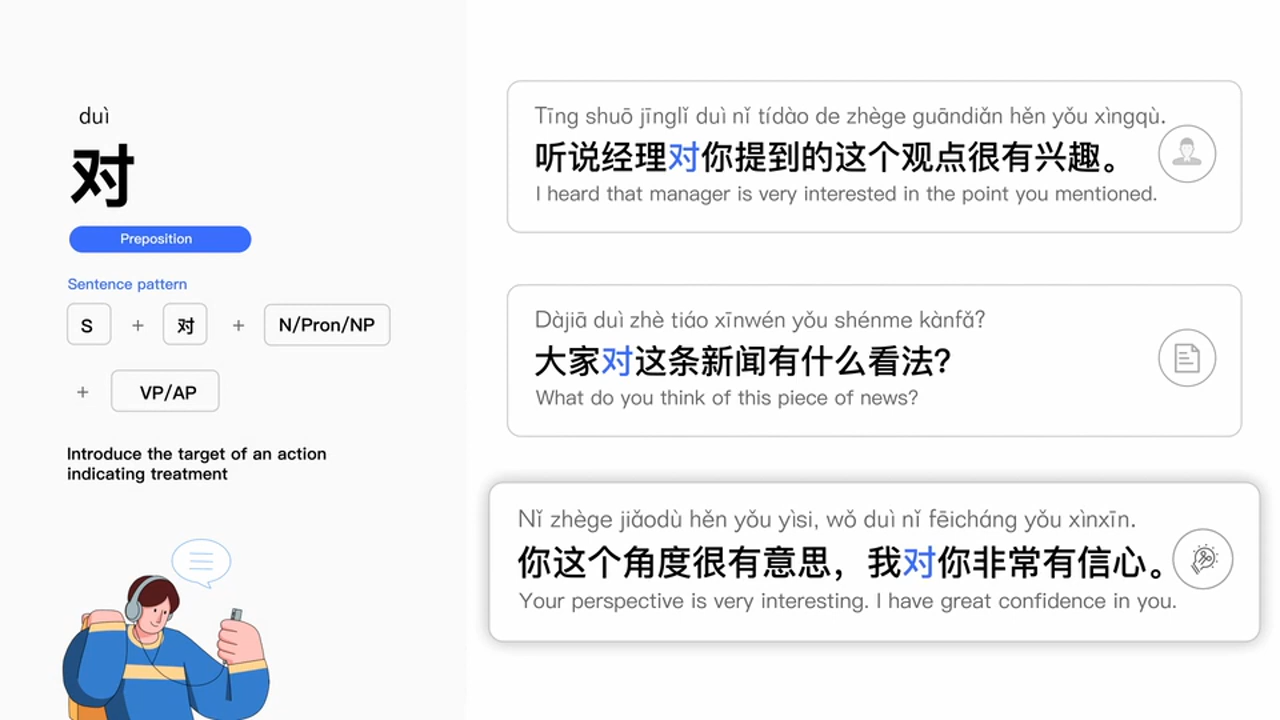 duì
对
Preposition
Sentence pattern
S + 对 + N/Pron/NP
+ VP/AP
Introduce the target of an action
indicating treatment
Tīng shuō jīnglǐ duì nǐ tídào de zhège guāndiǎn hěn yǒu xìngqù.
听说经理对你提到的这个观点很有兴趣。
I heard that manager is very interested in the point you mentioned.
Dàjiā duì zhè tiáo xīnwén yǒu shénme kànfǎ?
大家对这条新闻有什么看法?
What do you think of this piece of news?
Nǐ zhège jiǎodù hěn yǒu yìsi, wǒ duì nǐ fēicháng yǒu xìnxīn.
你这个角度很有意思，我对你非常有信心。
Your perspective is very interesting. I have great confidence in you.